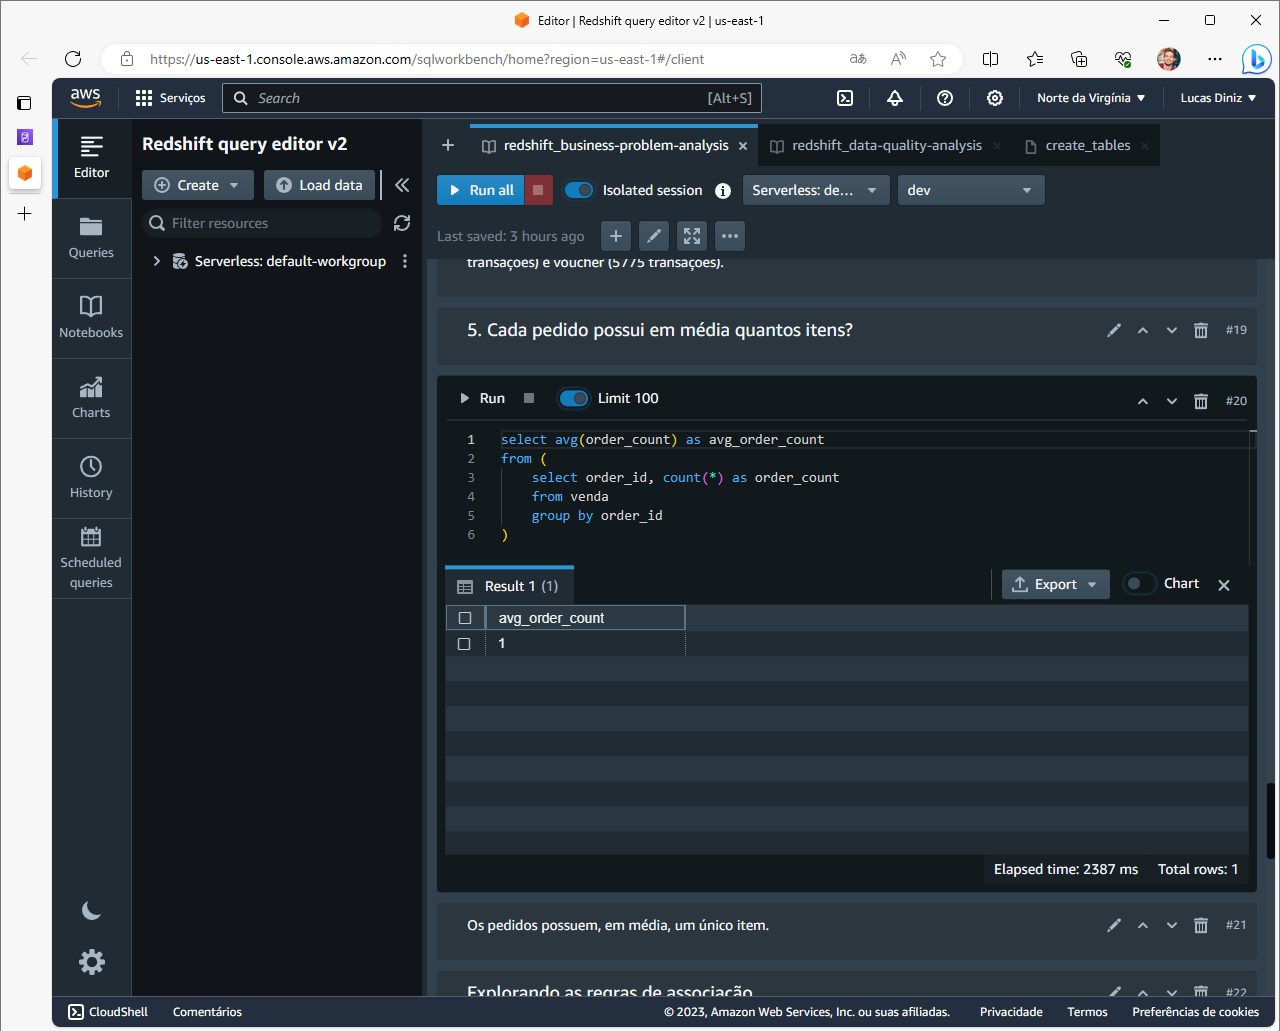 Editor | Redshift query editor v2 | us-east-1
https://us-east-1.console.aws.amazon.com/sqlworkbench/home?region=us-east-1#/client
aws
Serviços
Search
[Alt+S]
Norte da Virgínia
Lucas Diniz
Editor
Queries
Notebooks
Charts
History
Scheduled
queries
Redshift query editor v2
Create
Load data
Filter resources
Serverless: default-workgroup
redshift_business-problem-analysis
redshift_data-quality-analysis
create_tables
Run all
Isolated session
Serverless: de...
dev
Last saved: 3 hours ago
transações) e voucher (5775 transações).
5. Cada pedido possui em média quantos itens?
#19
Run
Limit 100
#20
1 select avg(order_count) as avg_order_count
2 from (
3 select order_id, count(*) as order_count
4 from venda
5 group by order_id
6 )
Result 1 (1)
Export
Chart
avg_order_count
1
Elapsed time: 2387 ms
Total rows: 1
Os pedidos possuem, em média, um único item.
#21
Explorando as regras de associação
#22
CloudShell
Comentários
© 2023, Amazon Web Services, Inc. ou suas afiliadas.
Privacidade
Termos
Preferências de cookies